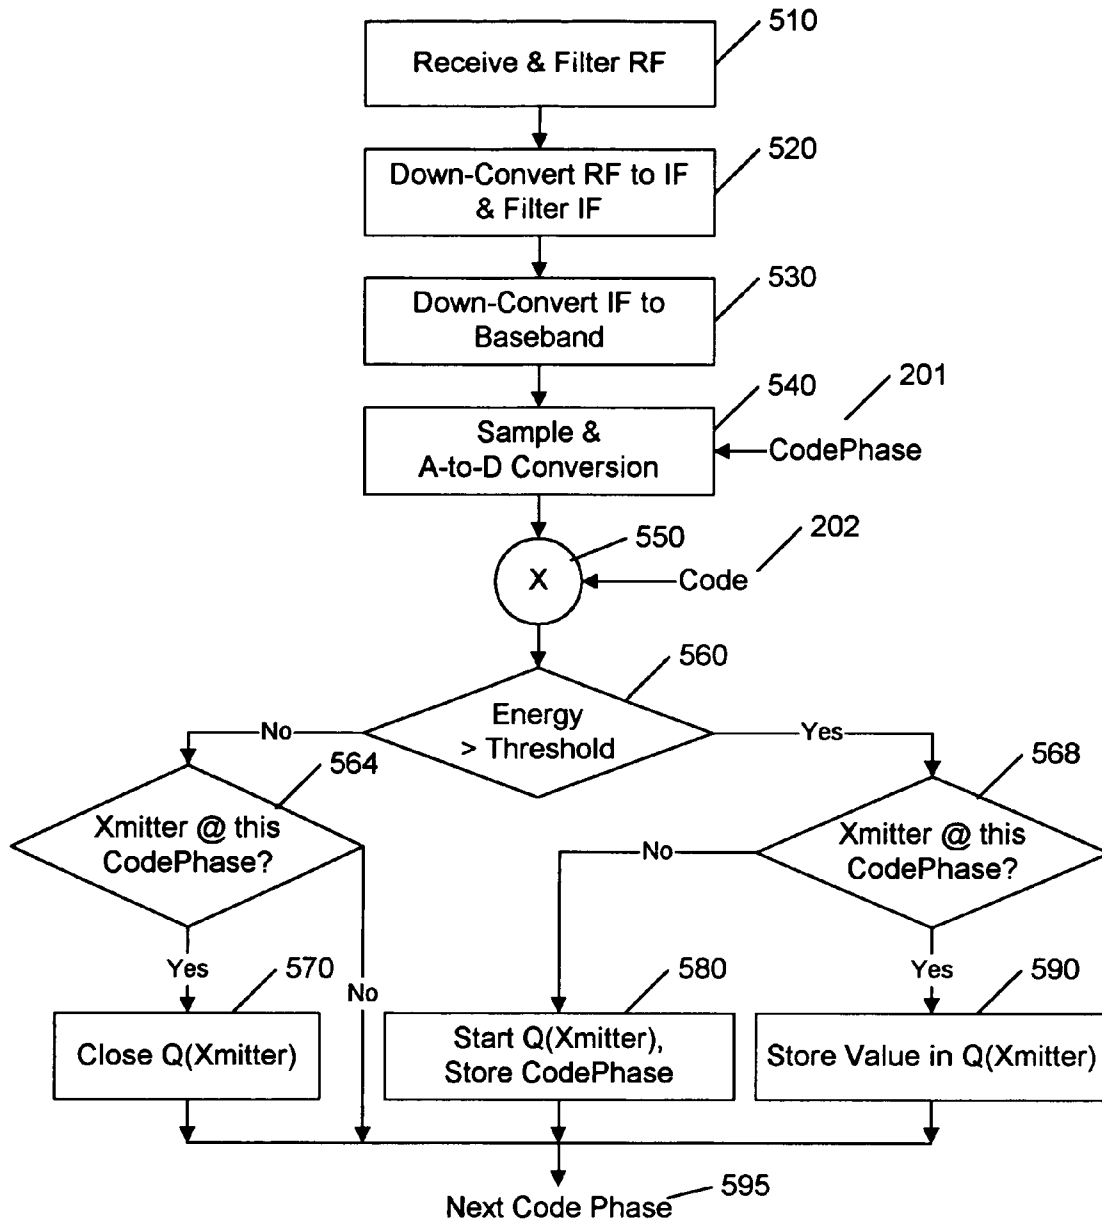 510
Receive & Filter RF
520
Down-Convert RF to IF
& Filter IF
530
Down-Convert IF to
Baseband
540
201
Sample &
A-to-D Conversion
CodePhase
550
202
X
Code
560
Energy
> Threshold
No
Yes
564
568
Xmitter @ this
CodePhase?
Xmitter @ this
CodePhase?
No
Yes
No
Yes
570
580
590
Close Q(Xmitter)
Start Q(Xmitter),
Store CodePhase
Store Value in Q(Xmitter)
Next Code Phase
595